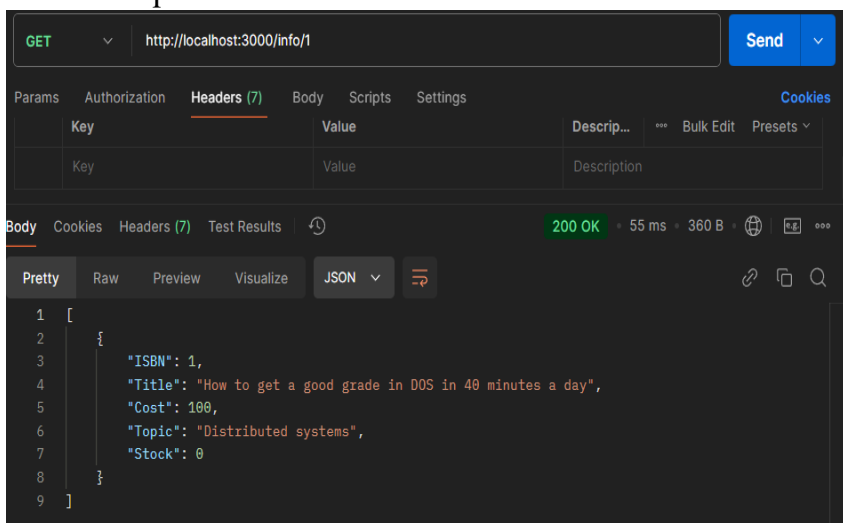 GET http://localhost:3000/info/1 Send
Params Authorization Headers (7) Body Scripts Settings Cookies
Key Value Descrip... Bulk Edit Presets
Key Value Description
Body Cookies Headers (7) Test Results 200 OK 55 ms 360 B e.g.
Pretty Raw Preview Visualize JSON
1 [
2 {
3 "ISBN": 1,
4 "Title": "How to get a good grade in DOS in 40 minutes a day",
5 "Cost": 100,
6 "Topic": "Distributed systems",
7 "Stock": 0
8 }
9 ]